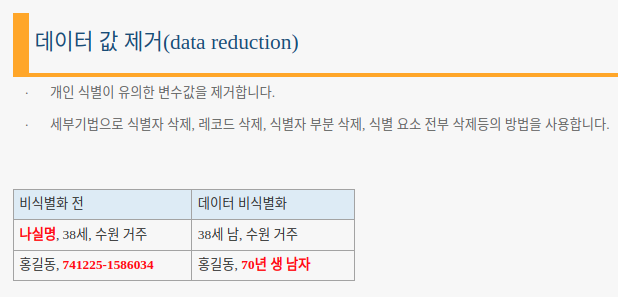 데이터 값 제거(data reduction)
· 개인 식별이 유의한 변수값을 제거합니다.
· 세부기법으로 식별자 삭제, 레코드 삭제, 식별자 부분 삭제, 식별 요소 전부 삭제등의 방법을 사용합니다.
비식별화 전 데이터 비식별화
나실명, 38세, 수원 거주 38세 남, 수원 거주
홍길동, 741225-1586034 홍길동, 70년 생 남자